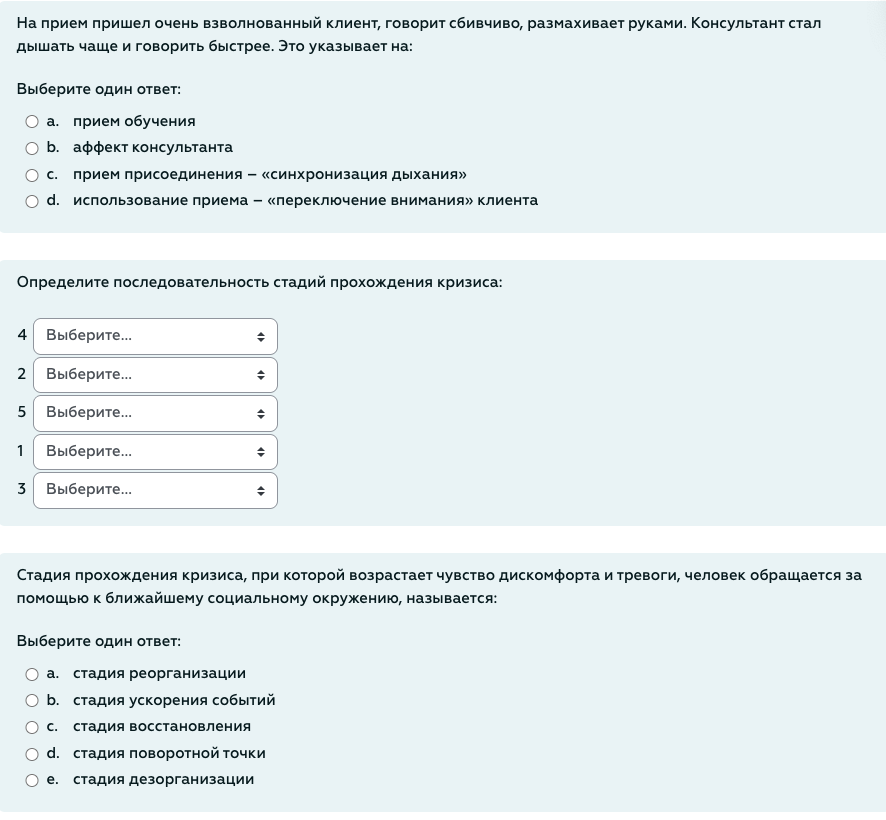 На прием пришел очень взволнованный клиент, говорит сбивчиво, размахивает руками. Консультант стал
дышать чаще и говорить быстрее. Это указывает на:
Выберите один ответ:
a. прием обучения
b. аффект консультанта
c. прием присоединения – «синхронизация дыхания»
d. использование приема – «переключение внимания» клиента
Определите последовательность стадий прохождения кризиса:
4 Выберите...
2 Выберите...
5 Выберите...
1 Выберите...
3 Выберите...
Стадия прохождения кризиса, при которой возрастает чувство дискомфорта и тревоги, человек обращается за
помощью к ближайшему социальному окружению, называется:
Выберите один ответ:
a. стадия реорганизации
b. стадия ускорения событий
c. стадия восстановления
d. стадия поворотной точки
e. стадия дезорганизации